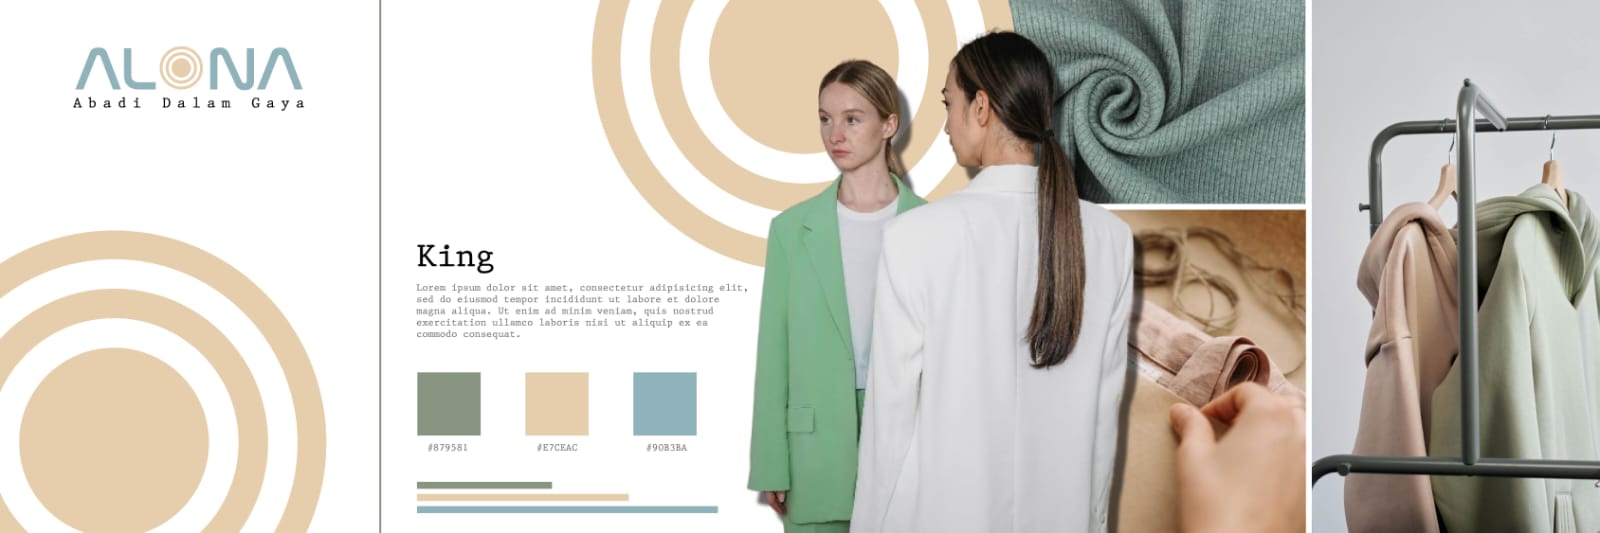 ALONA
Abadi Dalam Gaya
King
Lorem ipsum dolor sit amet, consectetur adipisicing elit,
sed do eiusmod tempor incididunt ut labore et dolore
magna aliqua. Ut enim ad minim veniam, quis nostrud
exercitation ullamco laboris nisi ut aliquip ex ea
commodo consequat.
#879581
#E7CEAC
#90B3BA